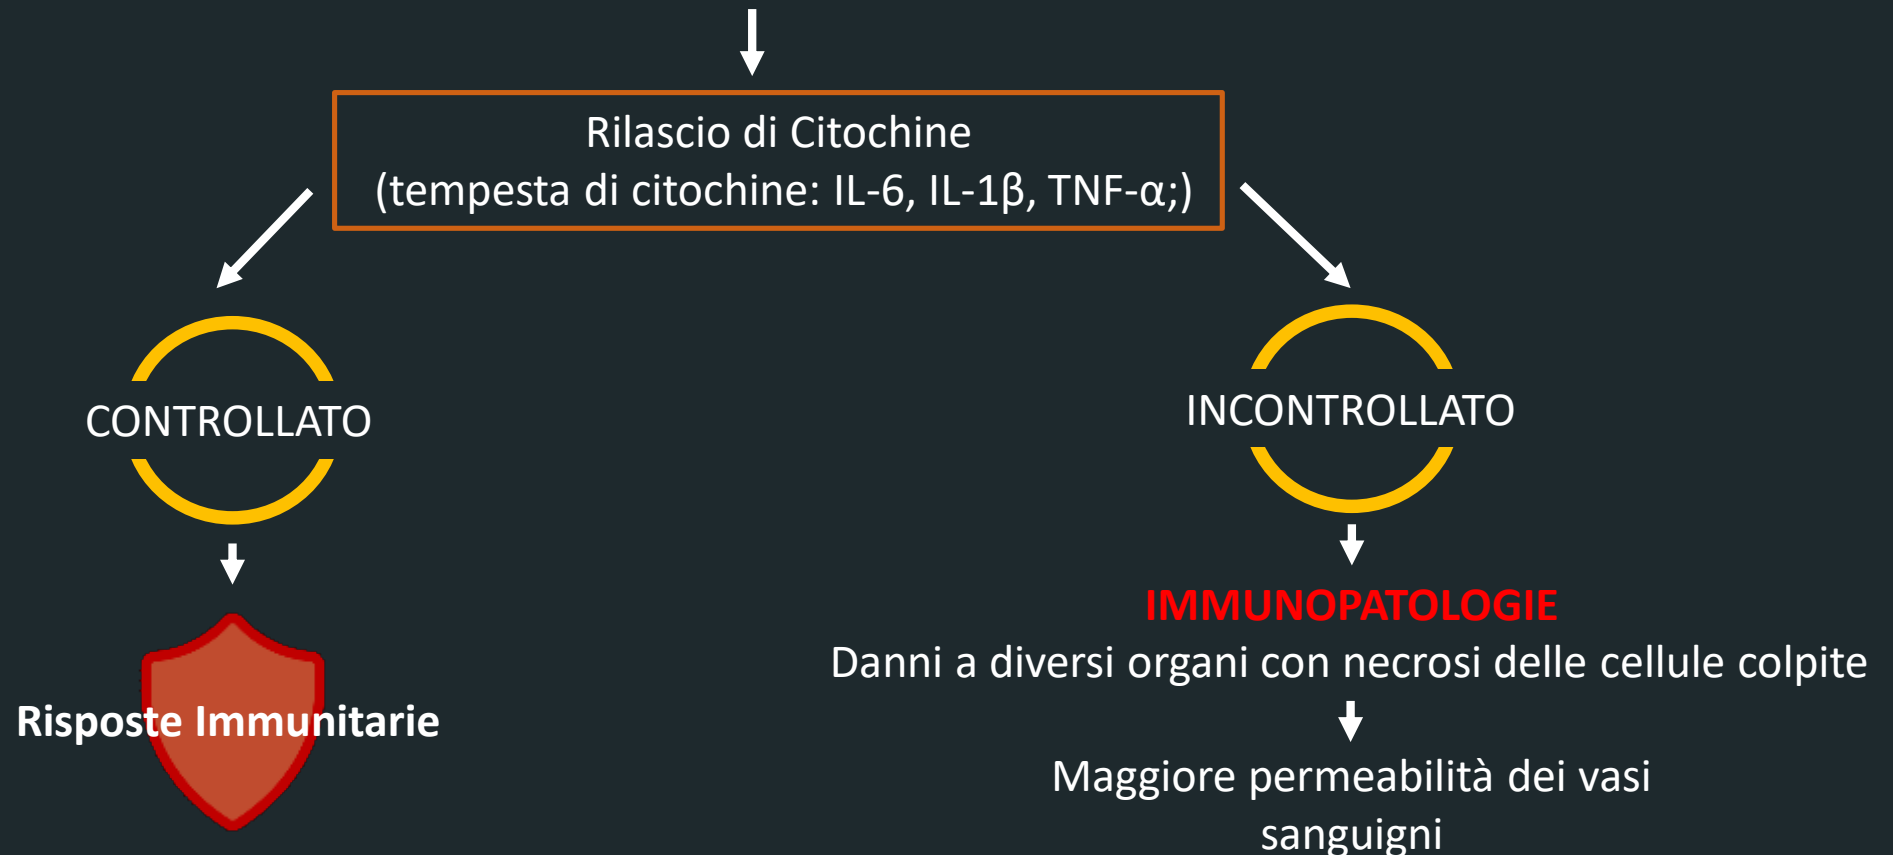 Rilascio di Citochine
(tempesta di citochine: IL-6, IL-1β, TNF-α;)
CONTROLLATO
INCONTROLLATO
Risposte Immunitarie
IMMUNOPATOLOGIE
Danni a diversi organi con necrosi delle cellule colpite
Maggiore permeabilità dei vasi
sanguigni